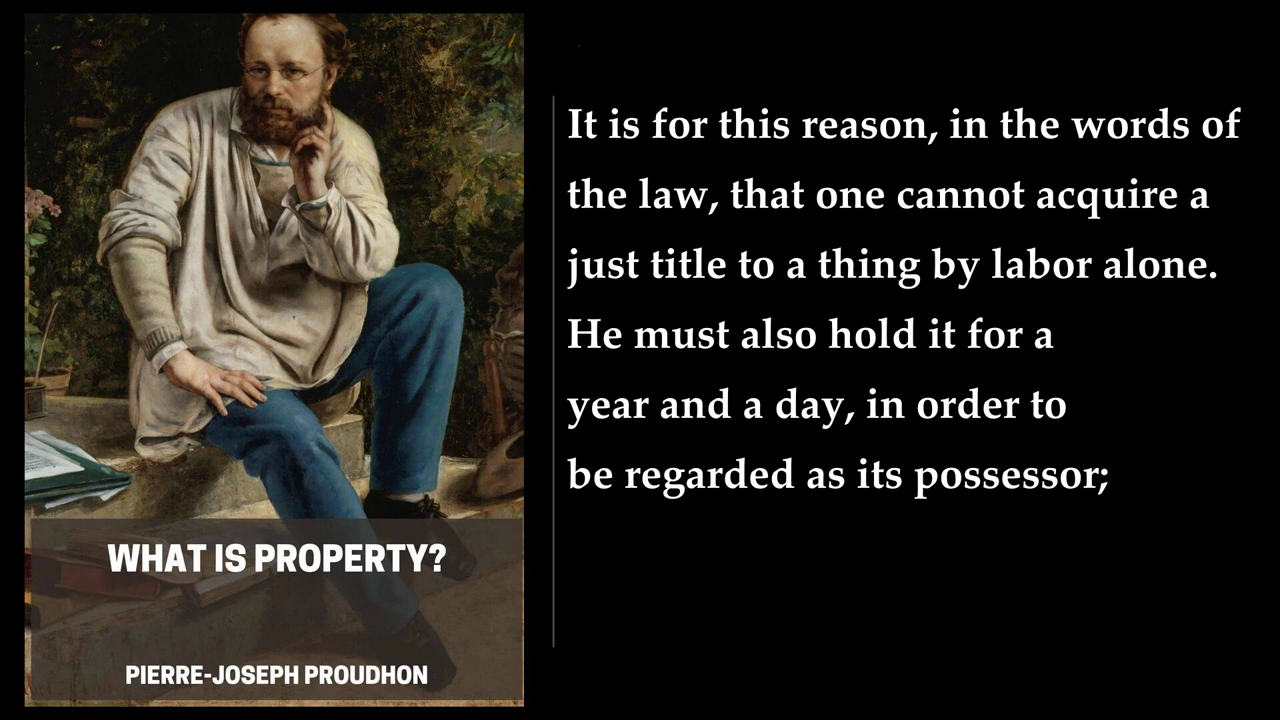 WHAT IS PROPERTY?
PIERRE-JOSEPH PROUDHON
It is for this reason, in the words of
the law, that one cannot acquire a
just title to a thing by labor alone.
He must also hold it for a
year and a day, in order to
be regarded as its possessor;